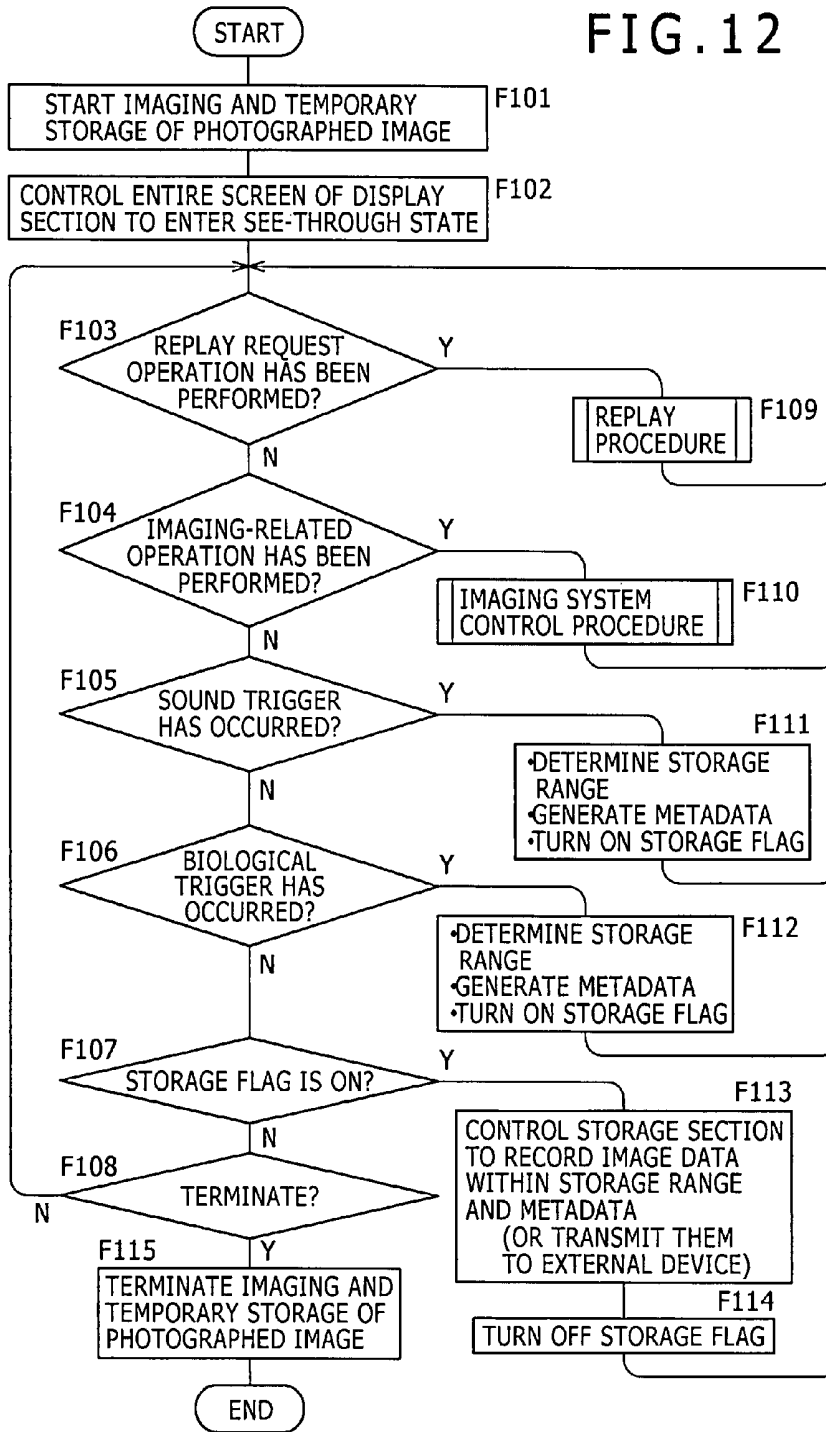 FIG.12
START
START IMAGING AND TEMPORARY
STORAGE OF PHOTOGRAPHED IMAGE
F101
CONTROL ENTIRE SCREEN OF DISPLAY
SECTION TO ENTER SEE-THROUGH STATE
F102
F103
REPLAY REQUEST
OPERATION HAS BEEN
PERFORMED?
Y
N
REPLAY
PROCEDURE
F109
F104
IMAGING-RELATED
OPERATION HAS BEEN
PERFORMED?
Y
N
IMAGING SYSTEM
CONTROL PROCEDURE
F110
F105
SOUND TRIGGER
HAS OCCURRED?
Y
N
F111
•DETERMINE STORAGE
RANGE
•GENERATE METADATA
•TURN ON STORAGE FLAG
F106
BIOLOGICAL
TRIGGER HAS
OCCURRED?
Y
N
•DETERMINE STORAGE
RANGE
•GENERATE METADATA
•TURN ON STORAGE FLAG
F112
F107
STORAGE FLAG IS ON?
Y
N
F113
CONTROL STORAGE SECTION
TO RECORD IMAGE DATA
WITHIN STORAGE RANGE
AND METADATA
(OR TRANSMIT THEM
TO EXTERNAL DEVICE)
F114
TURN OFF STORAGE FLAG
F108
TERMINATE?
N
Y
F115
TERMINATE IMAGING AND
TEMPORARY STORAGE OF
PHOTOGRAPHED IMAGE
END